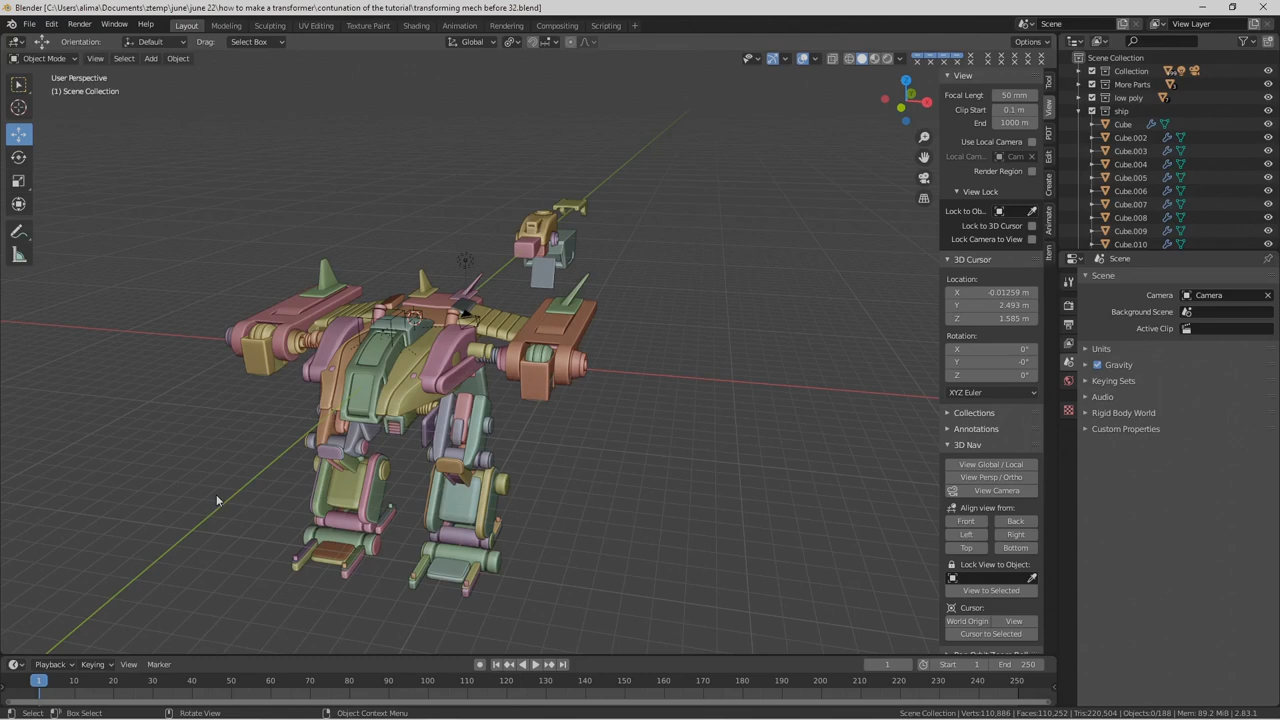 Blender [C:\Users\alima\Documents\ztemp\june\june 22\how to make a transformer\contunation of the tutorial\transforming mech before 32.blend]
File Edit Render Window Help Layout Modeling Sculpting UV Editing Texture Paint Shading Animation Rendering Compositing Scripting Scene View Layer
Orientation: Default Drag: Select Box Global Options
Object Mode View Select Add Object
User Perspective
(1) Scene Collection
View
Focal Lengt 50 mm
Clip Start 0.1 m
End 1000 m
Use Local Camera
Local Cam... Cam
Render Region
View Lock
Lock to Ob...
Lock to 3D Cursor
Lock Camera to View
3D Cursor
Location:
X -0.01259 m
Y 2.493 m
Z 1.585 m
Rotation:
X 0°
Y -0°
Z 0°
XYZ Euler
Collections
Annotations
3D Nav
View Global / Local
View Persp / Ortho
View Camera
Align view from:
Front Back
Left Right
Top Bottom
Lock View to Object:
View to Selected
Cursor:
World Origin View
Cursor to Selected
Tool
View
PDT
Edit
Create
Animate
Item
Scene Collection
Collection
More Parts
low poly
ship
Cube
Cube.002
Cube.003
Cube.004
Cube.005
Cube.006
Cube.007
Cube.008
Cube.009
Cube.010
Scene
Scene
Camera Camera
Background Scene
Active Clip
Units
Gravity
Keying Sets
Audio
Rigid Body World
Custom Properties
Playback Keying View Marker 1 Start 1 End 250
1 10 20 30 40 50 60 70 80 90 100 110 120 130 140 150 160 170 180 190 200 210 220 230 240 250
Select Box Select Rotate View Object Context Menu Scene Collection | Verts:110,886 | Faces:110,252 | Tris:220,504 | Objects:0/188 | Mem: 89.2 MiB | 2.83.1